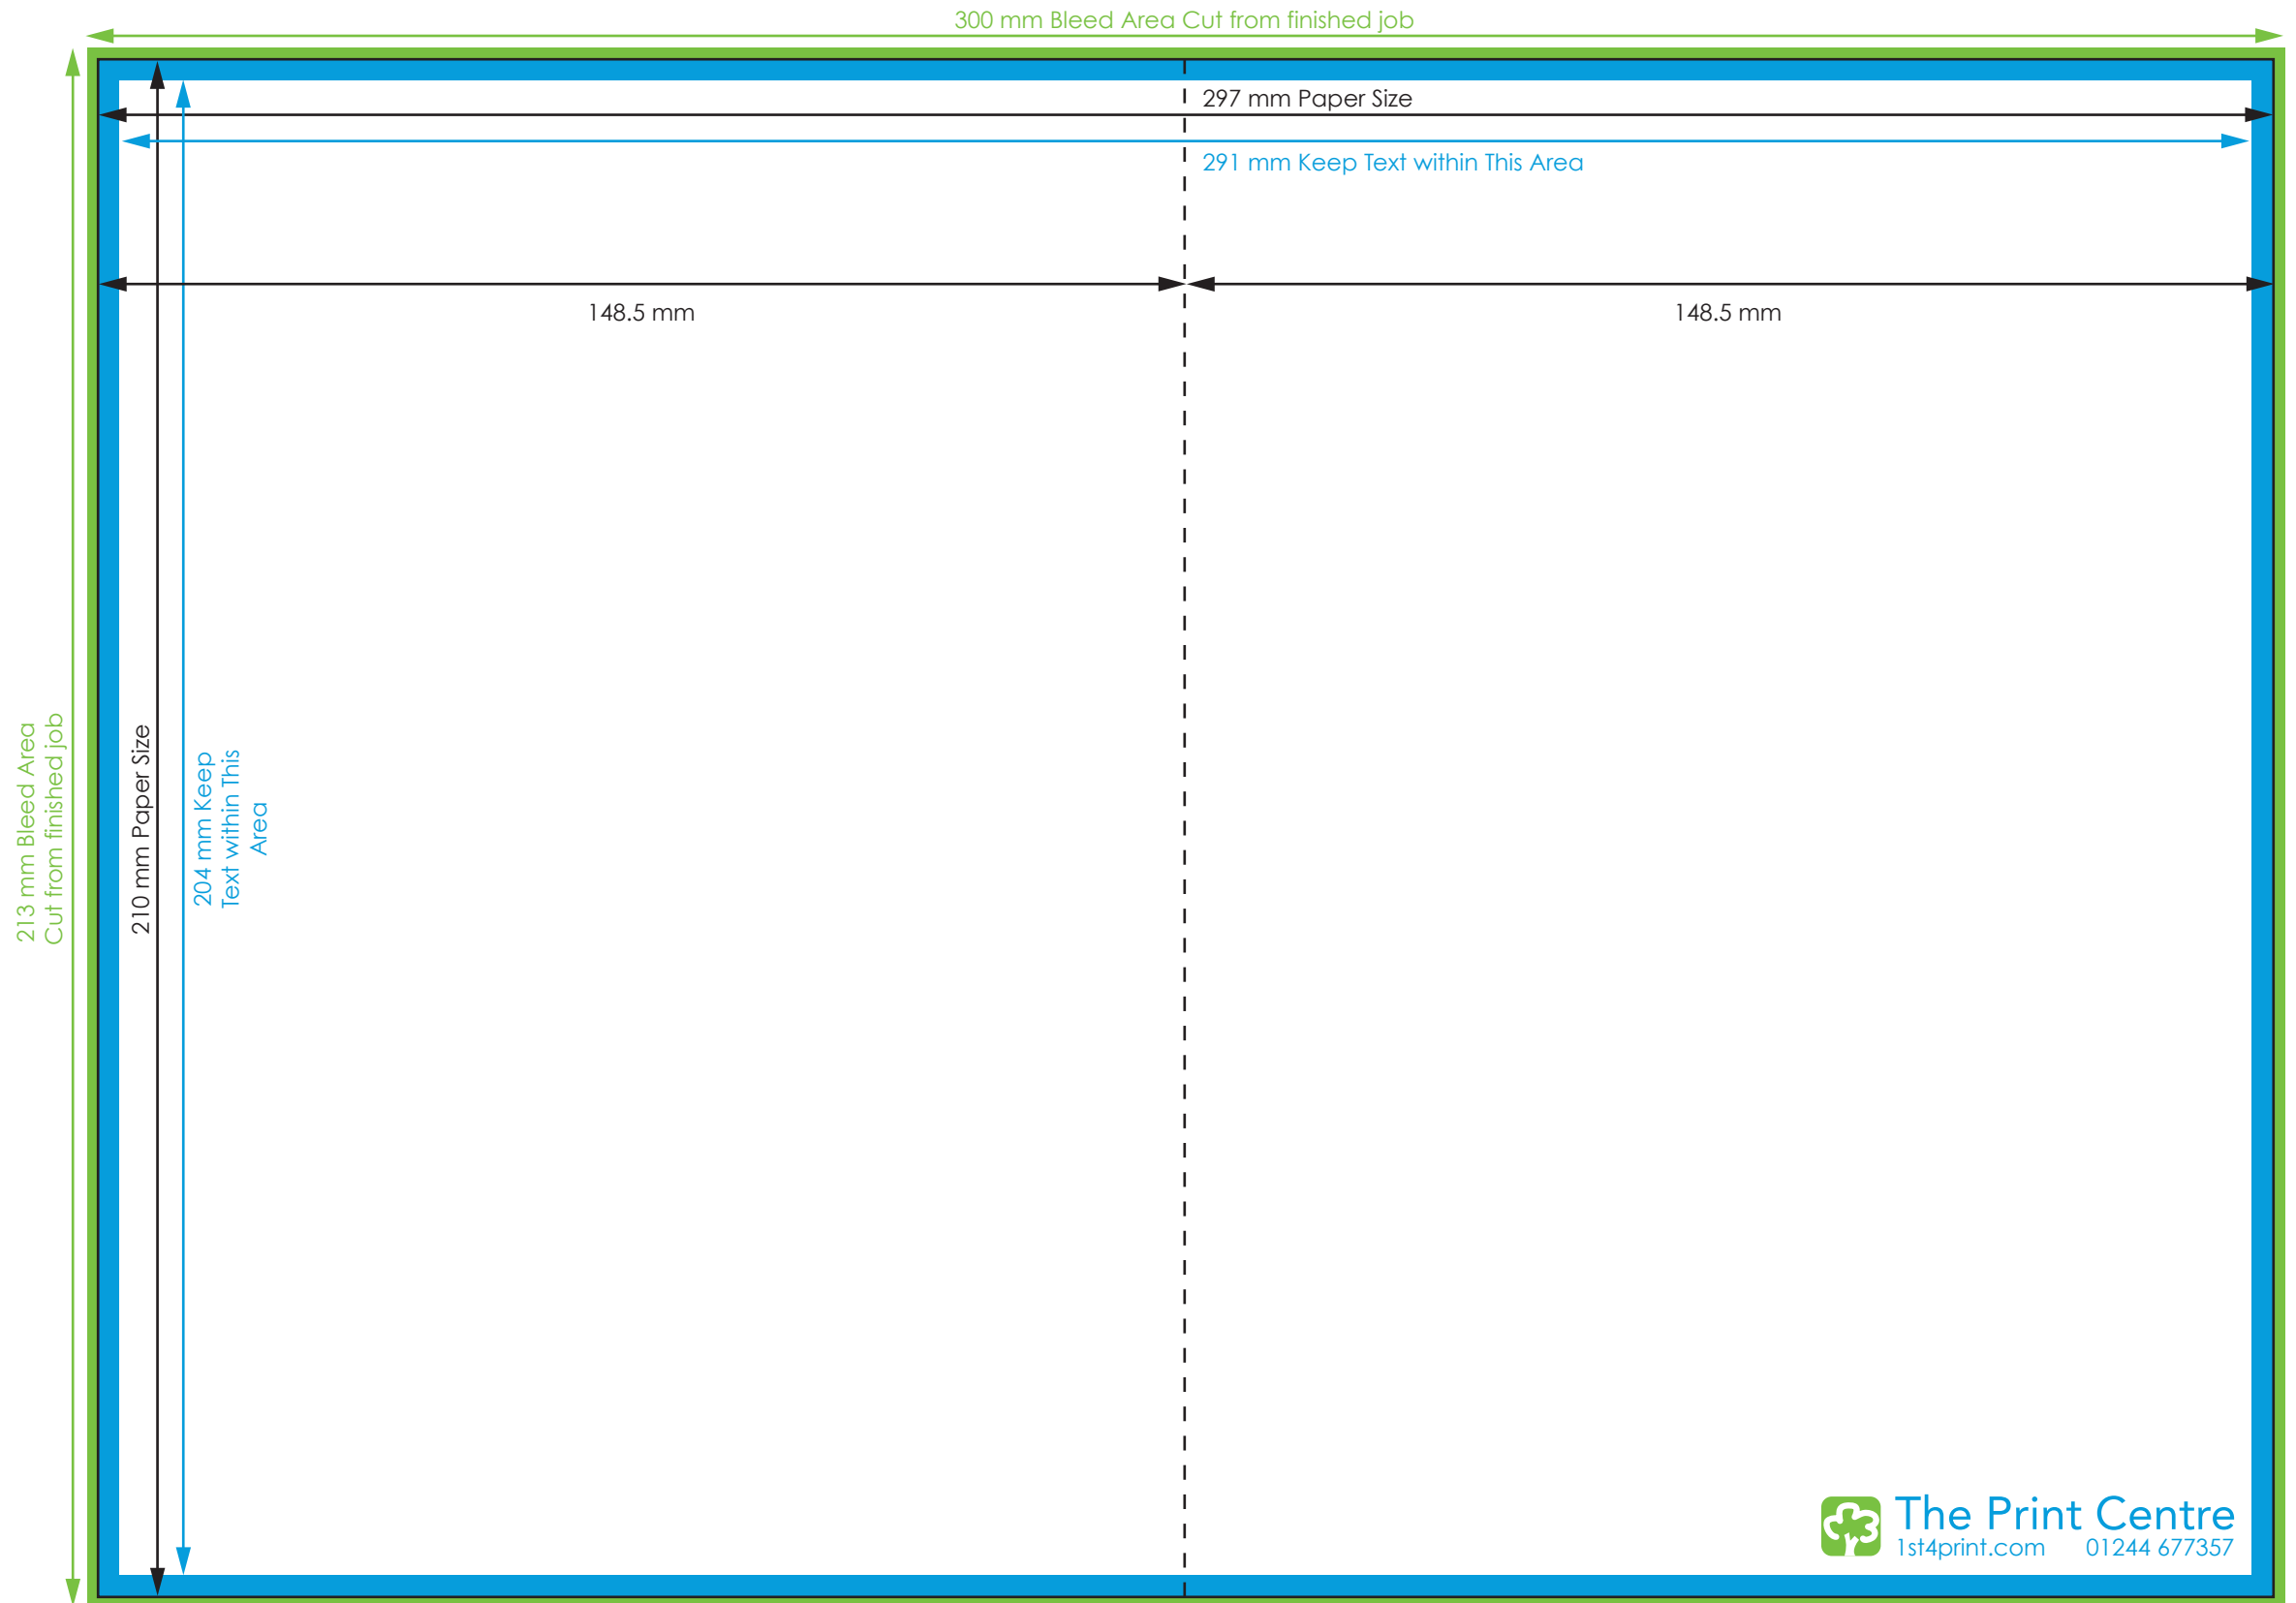 300 mm Bleed Area Cut from finished job
297 mm Paper Size
291 mm Keep Text within This Area
148.5 mm
148.5 mm
213 mm Bleed Area
Cut from finished job
210 mm Paper Size
204 mm Keep
Text within This
Area
The Print Centre
1st4print.com 01244 677357